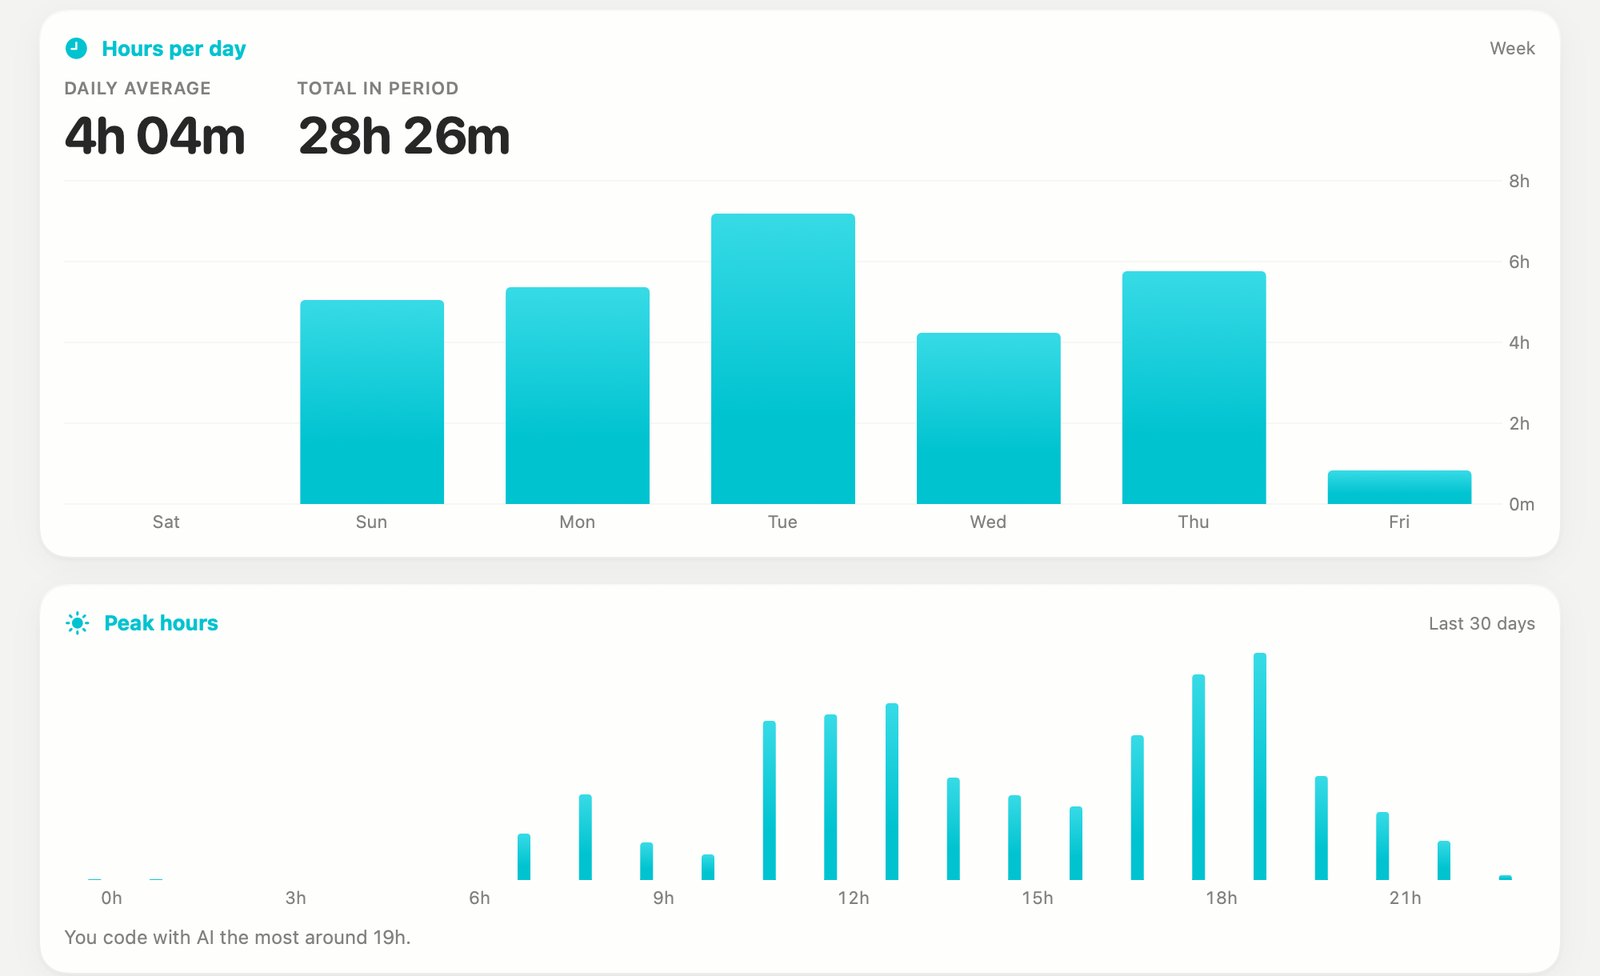 Hours per day
Week
DAILY AVERAGE
TOTAL IN PERIOD
4h 04m
28h 26m
8h
6h
4h
2h
0m
Sat
Sun
Mon
Tue
Wed
Thu
Fri
Peak hours
Last 30 days
0h
3h
6h
9h
12h
15h
18h
21h
You code with AI the most around 19h.